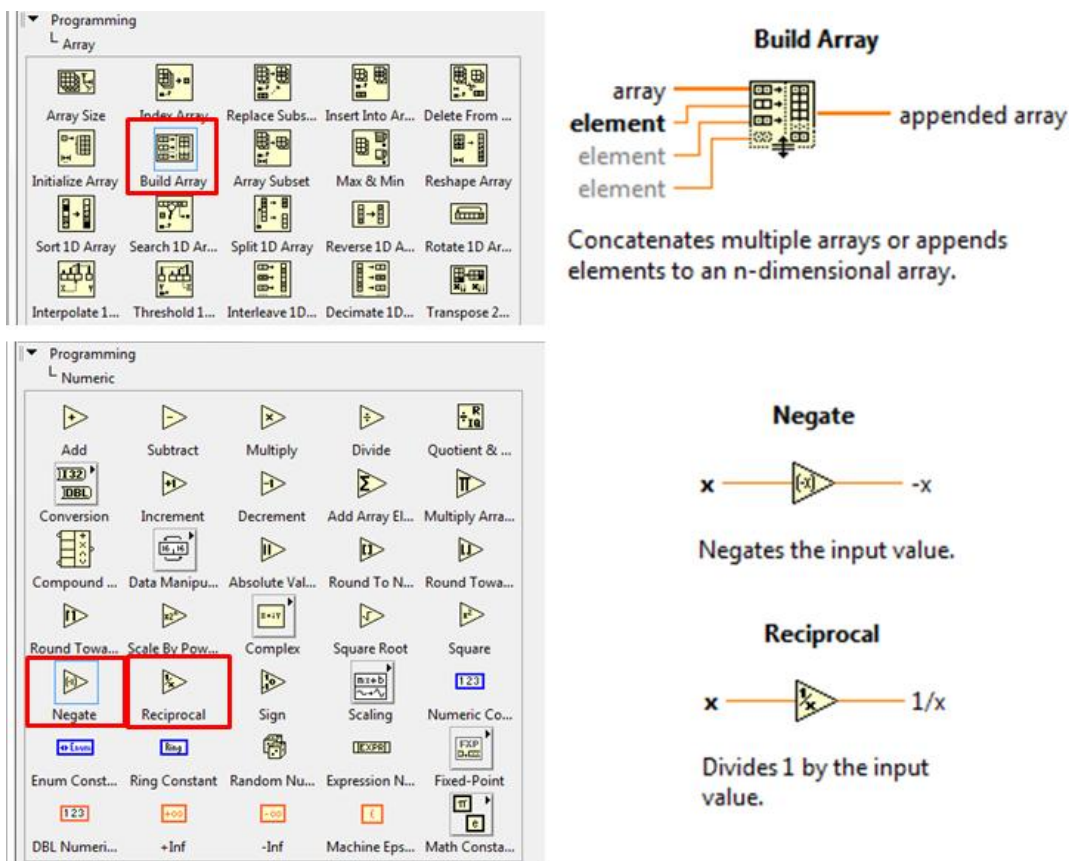 Programming
Array
Array Size Index Array Replace Subs... Insert Into Ar... Delete From ...
Initialize Array Build Array Array Subset Max & Min Reshape Array
Sort 1D Array Search 1D Ar... Split 1D Array Reverse 1D A... Rotate 1D Ar...
Interpolate 1... Threshold 1... Interleave 1D... Decimate 1D... Transpose 2...
Build Array
array
element
element
element
appended array
Concatenates multiple arrays or appends
elements to an n-dimensional array.
Programming
Numeric
Add Subtract Multiply Divide Quotient & ...
Conversion Increment Decrement Add Array El... Multiply Arra...
Compound ... Data Manipu... Absolute Val... Round To N... Round Towa...
Round Towa... Scale By Pow... Complex Square Root Square
Negate Reciprocal Sign Scaling Numeric Co...
Enum Const... Ring Constant Random Nu... Expression N... Fixed-Point
DBL Numeri... +Inf -Inf Machine Eps... Math Consta...
Negate
x -x
Negates the input value.
Reciprocal
x 1/x
Divides 1 by the input
value.